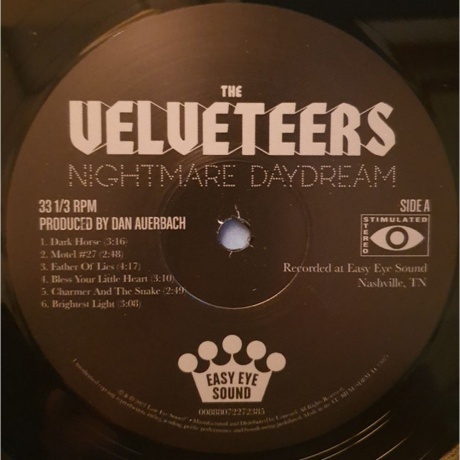 THE
VELVETEERS
NIGHTMARE DAYDREAM
33 1/3 RPM
PRODUCED BY DAN AUERBACH
1. Dark Horse (3:16)
2. Motel #27 (2:48)
3. Father Of Lies (4:17)
4. Bless Your Little Heart (3:10)
5. Charmer And The Snake (2:49)
6. Brightest Light (3:08)
SIDE A
STIMULATED
STEREO
Recorded at Easy Eye Sound
Nashville, TN
EASY EYE
SOUND
00888072272385